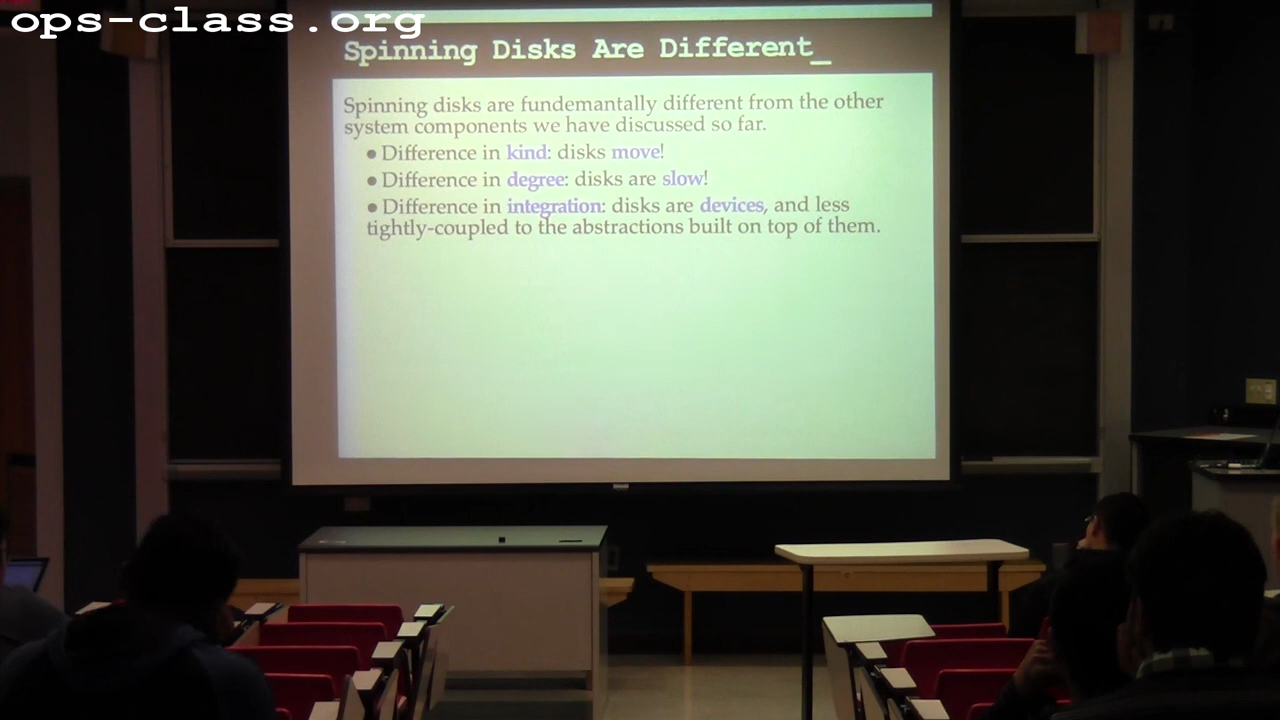 ops-class.org
Spinning Disks Are Different_
Spinning disks are fundemantally different from the other
system components we have discussed so far.
● Difference in kind: disks move!
● Difference in degree: disks are slow!
● Difference in integration: disks are devices, and less
tightly-coupled to the abstractions built on top of them.